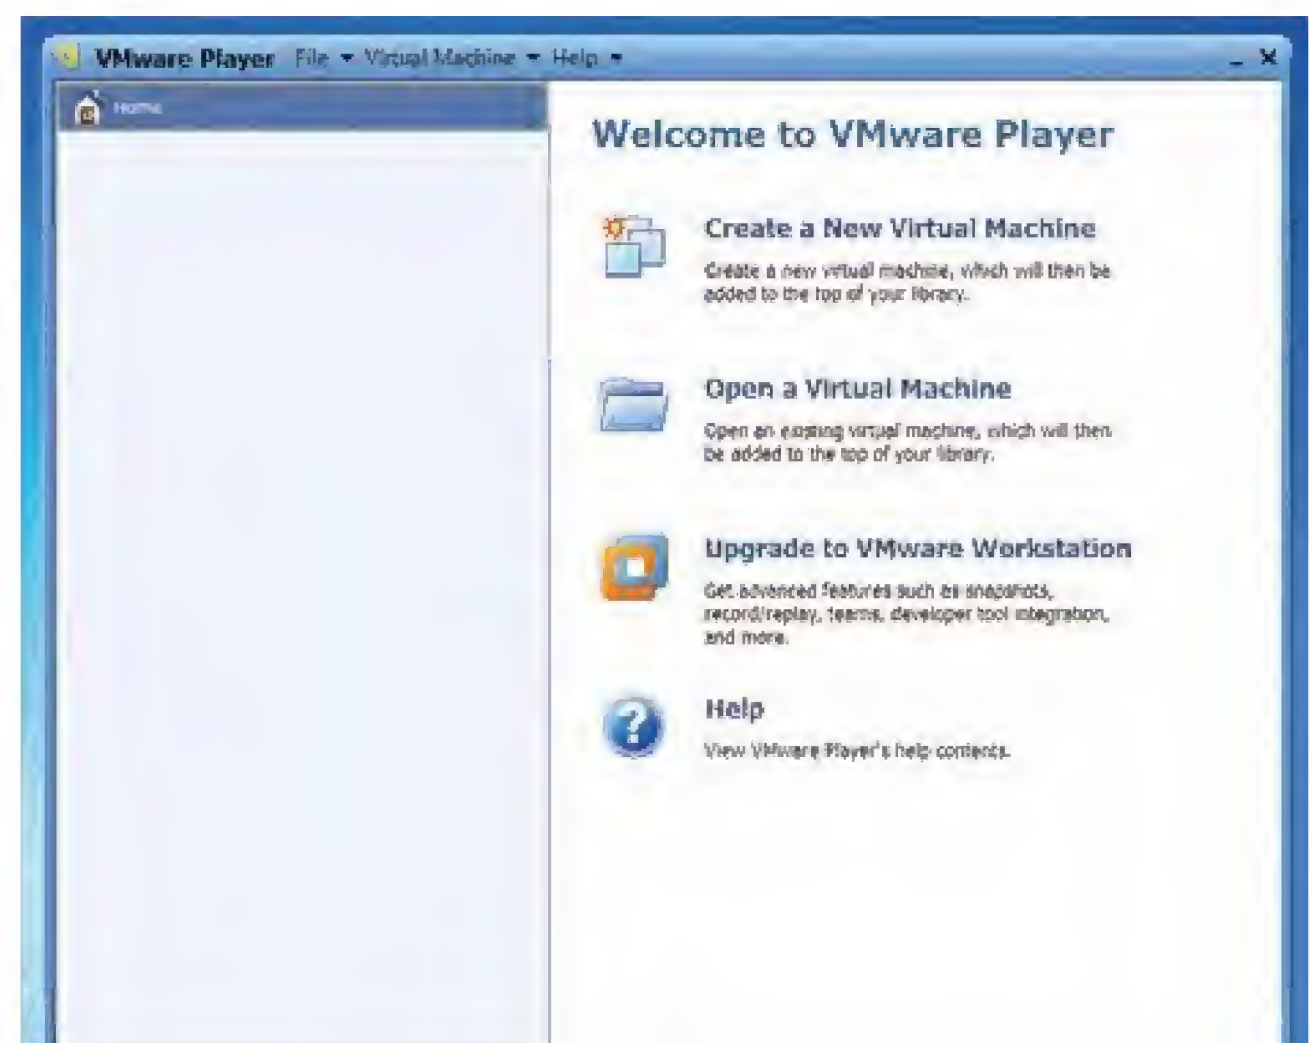 VMware Player File Virtual Machine Help
Home
Welcome to VMware Player
Create a New Virtual Machine
Create a new virtual machine, which will then be
added to the top of your library.
Open a Virtual Machine
Open an existing virtual machine, which will then
be added to the top of your library.
Upgrade to VMware Workstation
Get advanced features such as snapshots,
record/replay, teams, developer tool integration,
and more.
Help
View VMware Player's help contents.